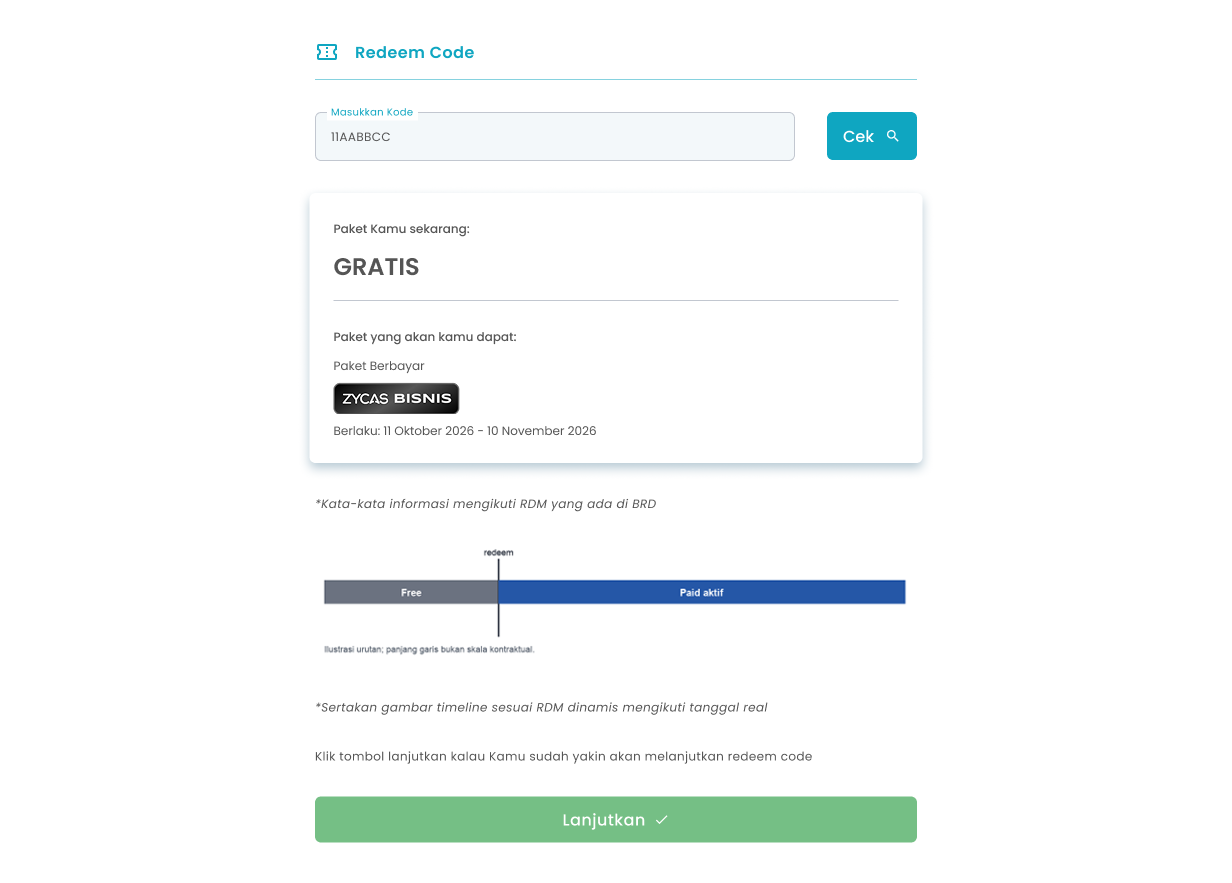 Redeem Code
Masukkan Kode
11AABBCC
Cek
Paket Kamu sekarang:
GRATIS
Paket yang akan kamu dapat:
Paket Berbayar
ZYCAS BISNIS
Berlaku: 11 Oktober 2026 - 10 November 2026
*Kata-kata informasi mengikuti RDM yang ada di BRD
redeem
Free
Paid aktif
Ilustrasi urutan; panjang garis bukan skala kontraktual.
*Sertakan gambar timeline sesuai RDM dinamis mengikuti tanggal real
Klik tombol lanjutkan kalau Kamu sudah yakin akan melanjutkan redeem code
Lanjutkan